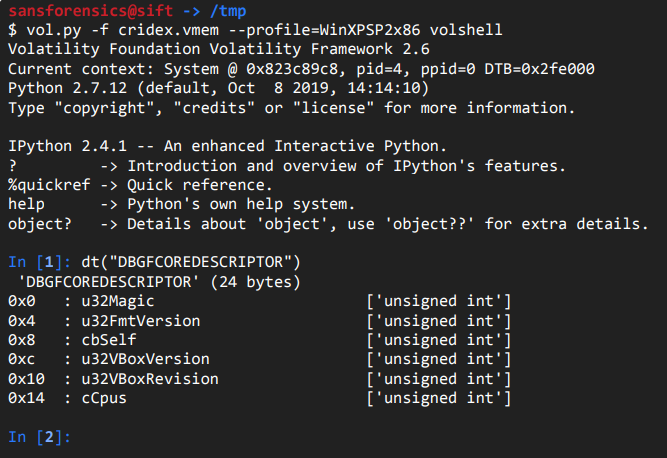 sansforensics@sift -> /tmp
$ vol.py -f cridex.vmem --profile=WinXPSP2x86 volshell
Volatility Foundation Volatility Framework 2.6
Current context: System @ 0x823c89c8, pid=4, ppid=0 DTB=0x2fe000
Python 2.7.12 (default, Oct  8 2019, 14:14:10)
Type "copyright", "credits" or "license" for more information.

IPython 2.4.1 -- An enhanced Interactive Python.
?         -> Introduction and overview of IPython's features.
%quickref -> Quick reference.
help      -> Python's own help system.
object?   -> Details about 'object', use 'object??' for extra details.

In [1]: dt("DBGFCOREDESCRIPTOR")
 'DBGFCOREDESCRIPTOR' (24 bytes)
0x0   : u32Magic                       ['unsigned int']
0x4   : u32FmtVersion                  ['unsigned int']
0x8   : cbSelf                         ['unsigned int']
0xc   : u32VBoxVersion                 ['unsigned int']
0x10  : u32VBoxRevision                ['unsigned int']
0x14  : cCpus                          ['unsigned int']

In [2]: